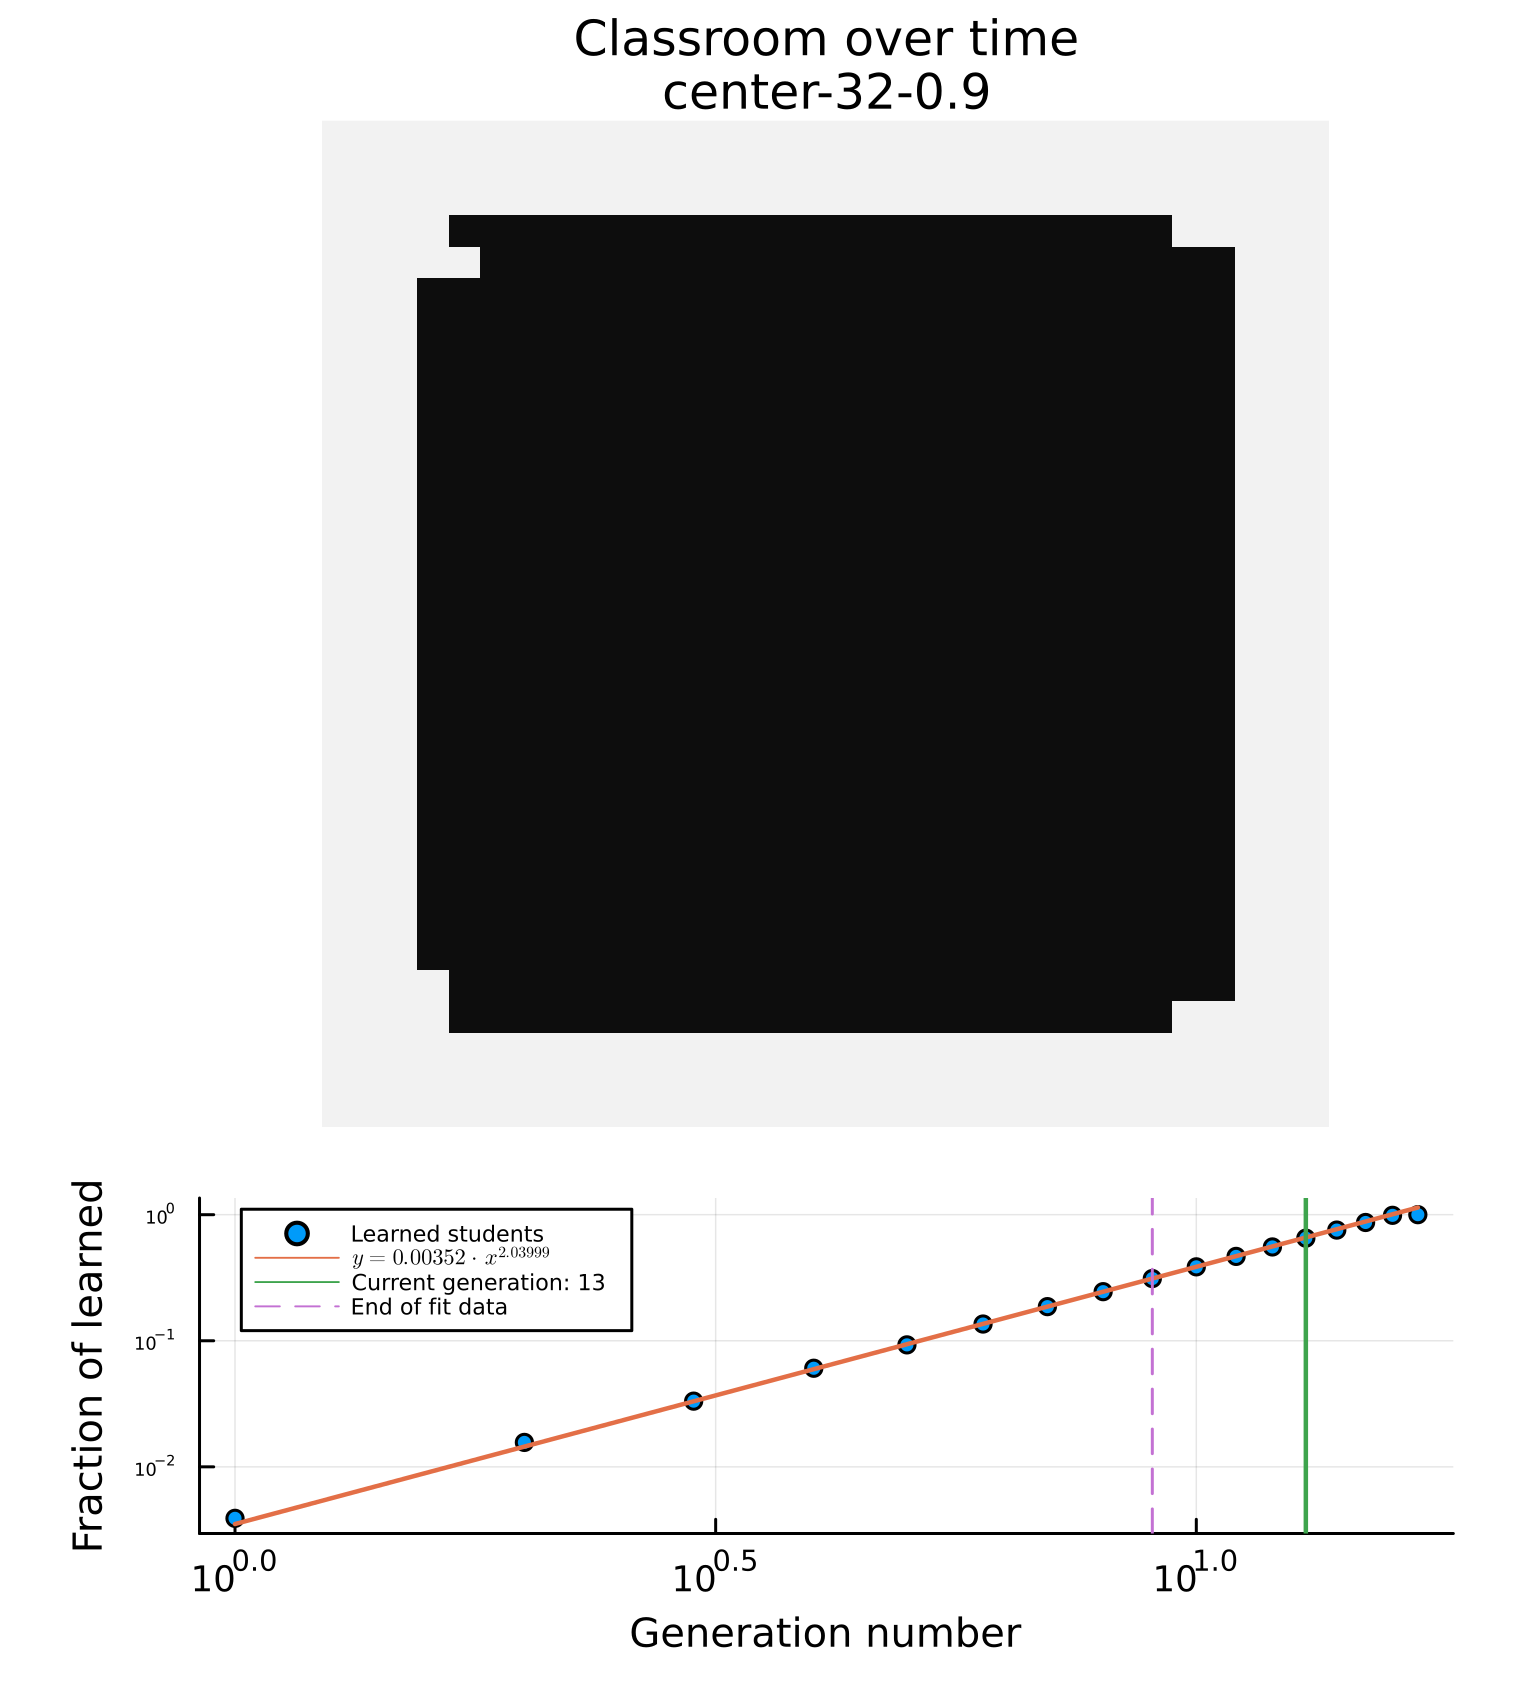 Classroom over time
center-32-0.9
Fraction of learned
10^0
10^-1
10^-2
Learned students
y = 0.00352 · x^2.03999
Current generation: 13
End of fit data
10^0.0 10^0.5 10^1.0
Generation number